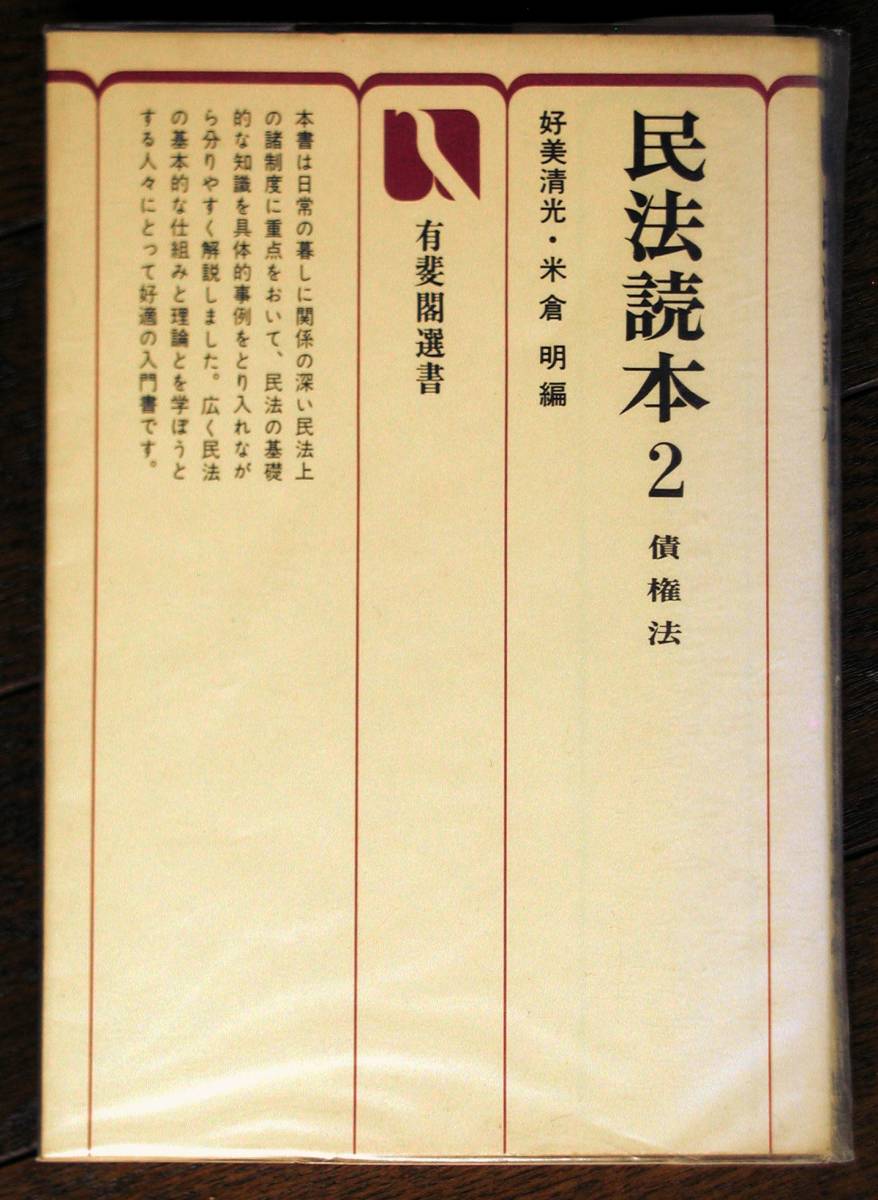 民法読本2 債権法
好美清光・米倉 明編
有斐閣選書
本書は日常の暮しに関係の深い民法上
の諸制度に重点をおいて、民法の基礎
的な知識を具体的事例をとり入れなが
ら分りやすく解説しました。広く民法
の基本的な仕組みと理論とを学ぼうと
する人々にとって好適の入門書です。